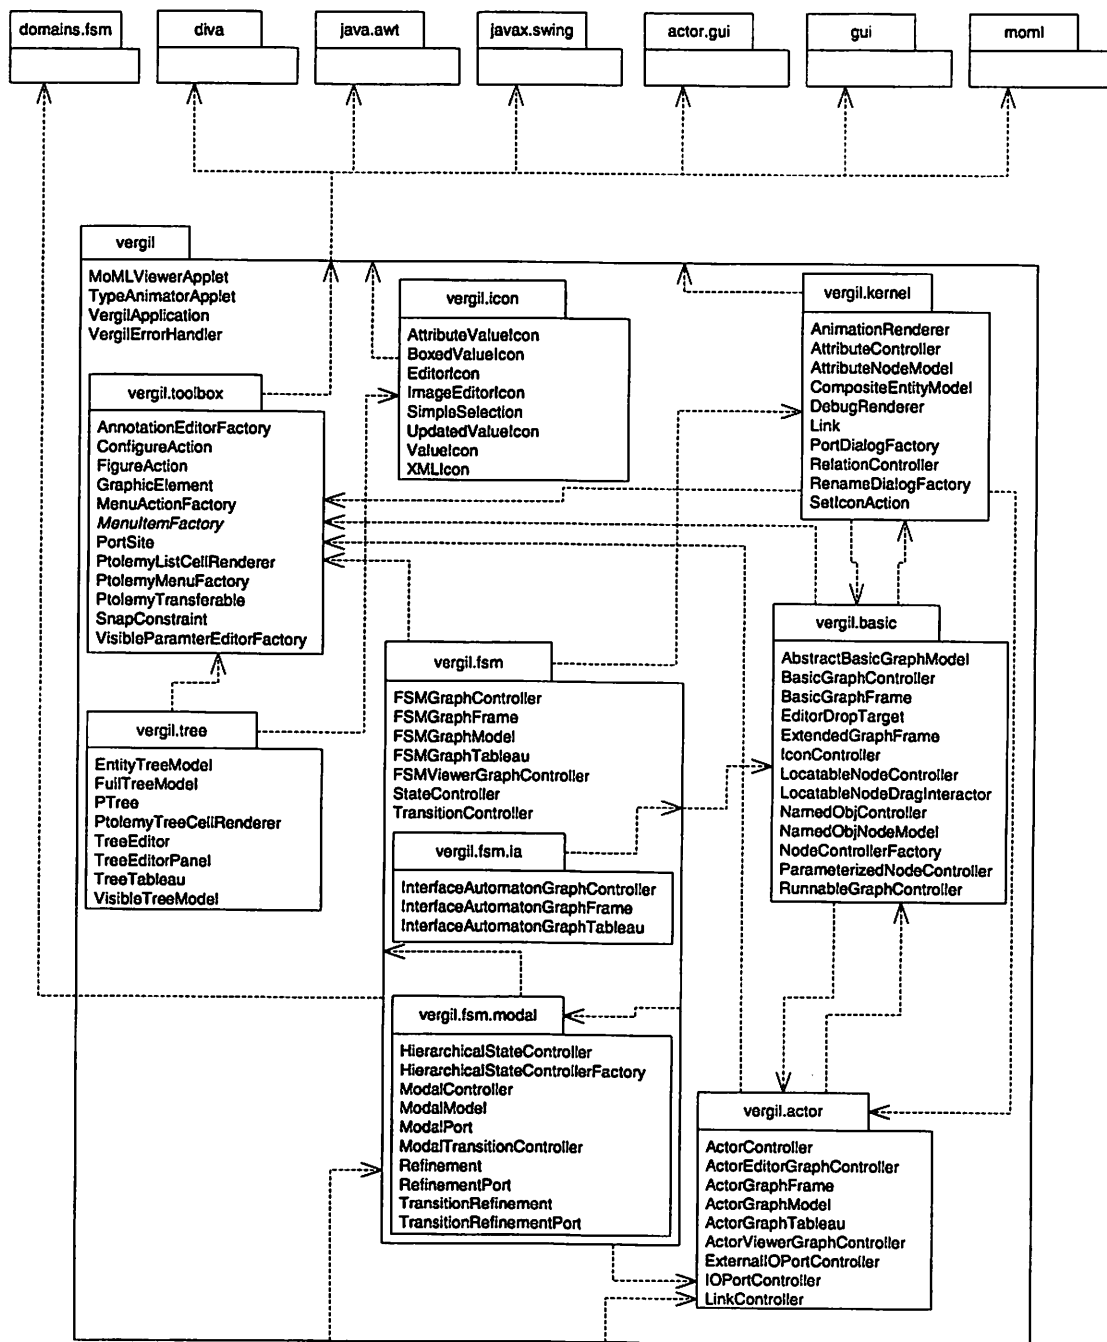 domains.fsm
diva
java.awt
javax.swing
actor.gui
gui
moml
vergil
MoMLViewerApplet
TypeAnimatorApplet
VergilApplication
VergilErrorHandler
vergil.icon
AttributeValueIcon
BoxedValueIcon
EditorIcon
ImageEditorIcon
SimpleSelection
UpdatedValueIcon
ValueIcon
XMLIcon
vergil.kernel
AnimationRenderer
AttributeController
AttributeNodeModel
CompositeEntityModel
DebugRenderer
Link
PortDialogFactory
RelationController
RenameDialogFactory
SetIconAction
vergil.toolbox
AnnotationEditorFactory
ConfigureAction
FigureAction
GraphicElement
MenuActionFactory
MenuItemFactory
PortSite
PtolemyListCellRenderer
PtolemyMenuFactory
PtolemyTransferable
SnapConstraint
VisibleParamterEditorFactory
vergil.basic
AbstractBasicGraphModel
BasicGraphController
BasicGraphFrame
EditorDropTarget
ExtendedGraphFrame
IconController
LocatableNodeController
LocatableNodeDragInteractor
NamedObjController
NamedObjNodeModel
NodeControllerFactory
ParameterizedNodeController
RunnableGraphController
vergil.fsm
FSMGraphController
FSMGraphFrame
FSMGraphModel
FSMGraphTableau
FSMViewerGraphController
StateController
TransitionController
vergil.tree
EntityTreeModel
FullTreeModel
PTree
PtolemyTreeCellRenderer
TreeEditor
TreeEditorPanel
TreeTableau
VisibleTreeModel
vergil.fsm.ia
InterfaceAutomatonGraphController
InterfaceAutomatonGraphFrame
InterfaceAutomatonGraphTableau
vergil.fsm.modal
HierarchicalStateController
HierarchicalStateControllerFactory
ModalController
ModalModel
ModalPort
ModalTransitionController
Refinement
RefinementPort
TransitionRefinement
TransitionRefinementPort
vergil.actor
ActorController
ActorEditorGraphController
ActorGraphFrame
ActorGraphModel
ActorGraphTableau
ActorViewerGraphController
ExternalIOPortController
IOPortController
LinkController